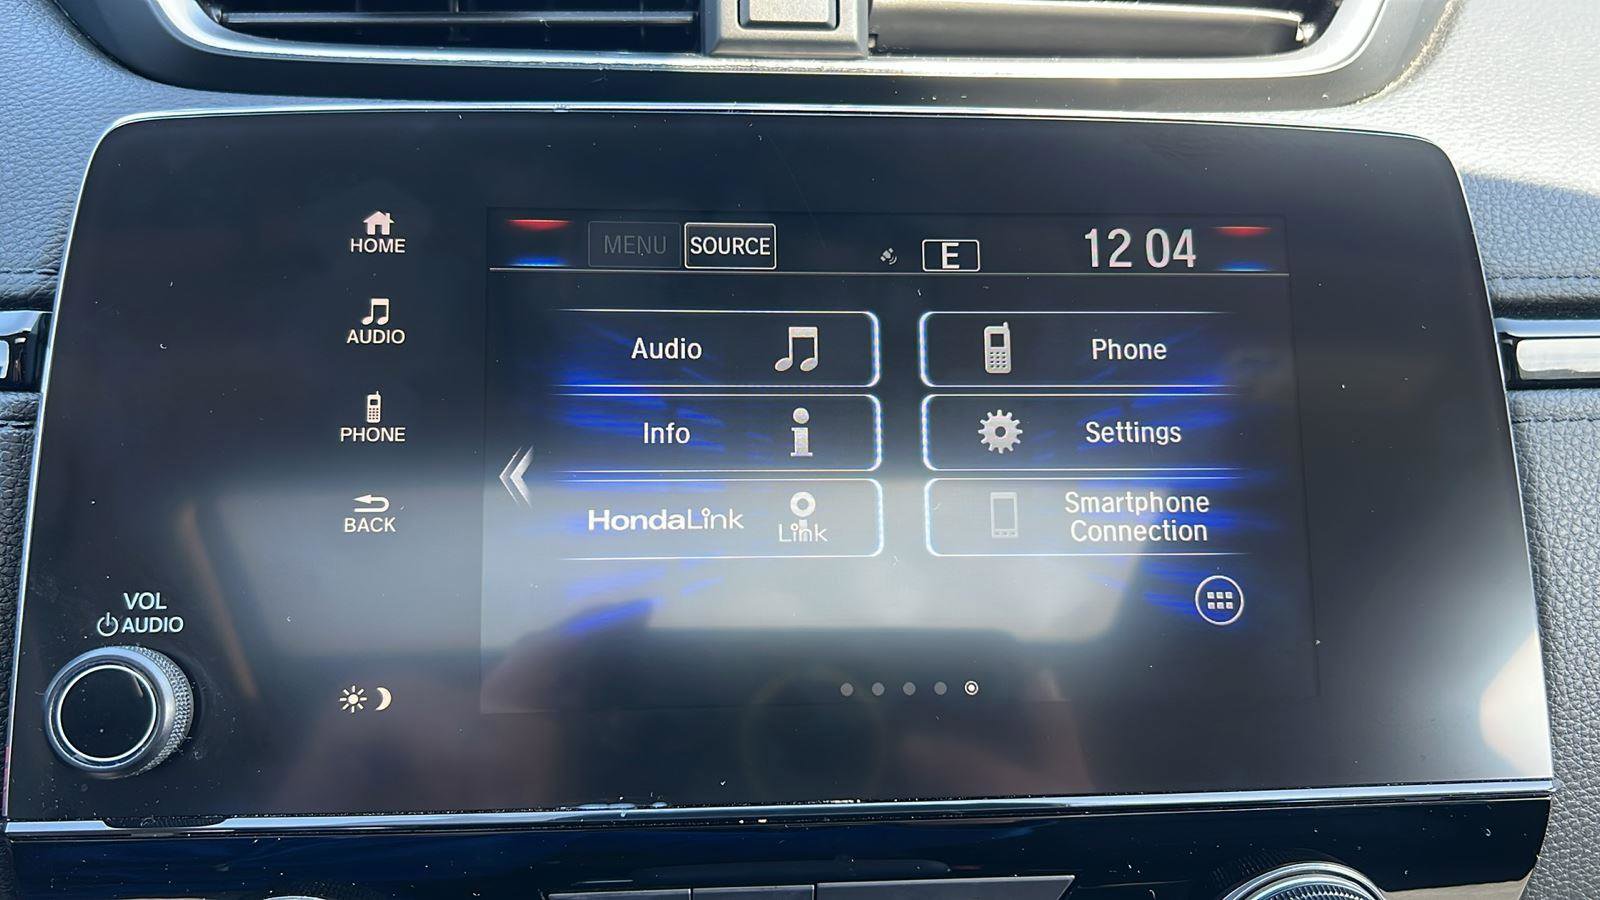 HOME
AUDIO
PHONE
BACK
VOL
AUDIO
MENU SOURCE E 12 04
Audio Phone
Info Settings
HondaLink Link Smartphone
Connection